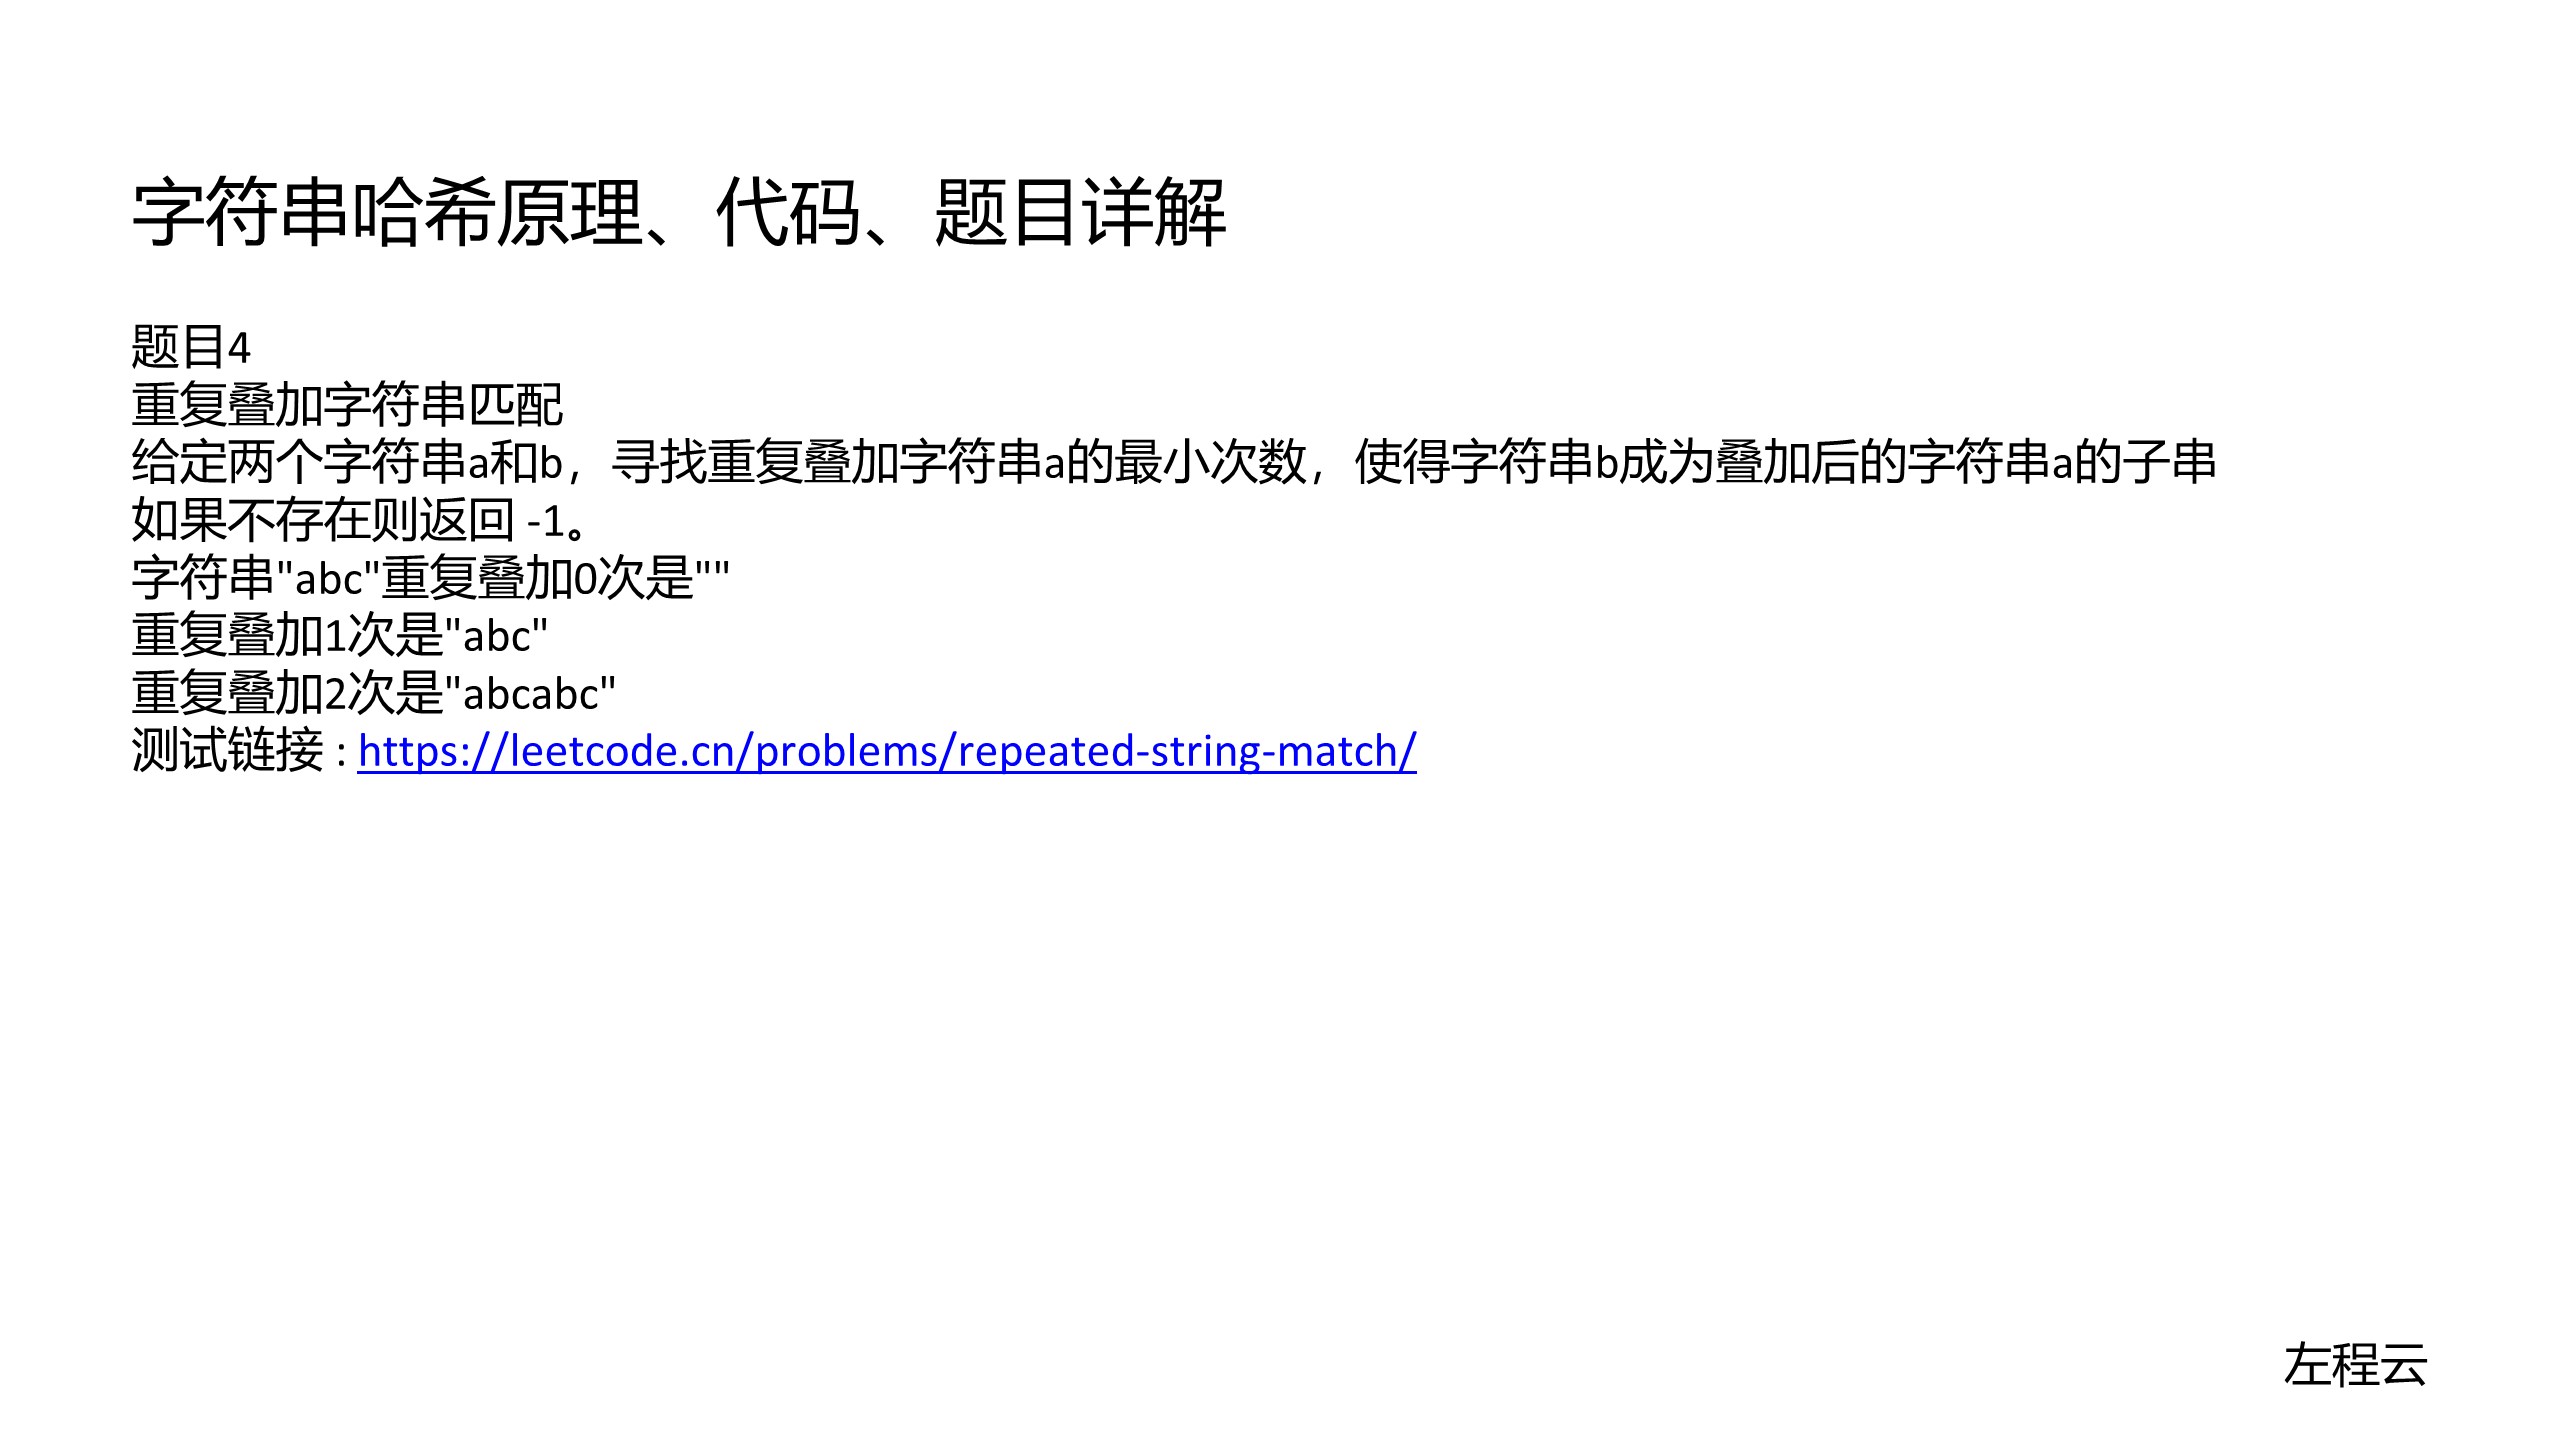 字符串哈希原理、代码、题目详解
题目4
重复叠加字符串匹配
给定两个字符串a和b，寻找重复叠加字符串a的最小次数，使得字符串b成为叠加后的字符串a的子串
如果不存在则返回 -1。
字符串"abc"重复叠加0次是""
重复叠加1次是"abc"
重复叠加2次是"abcabc"
测试链接 : https://leetcode.cn/problems/repeated-string-match/
左程云